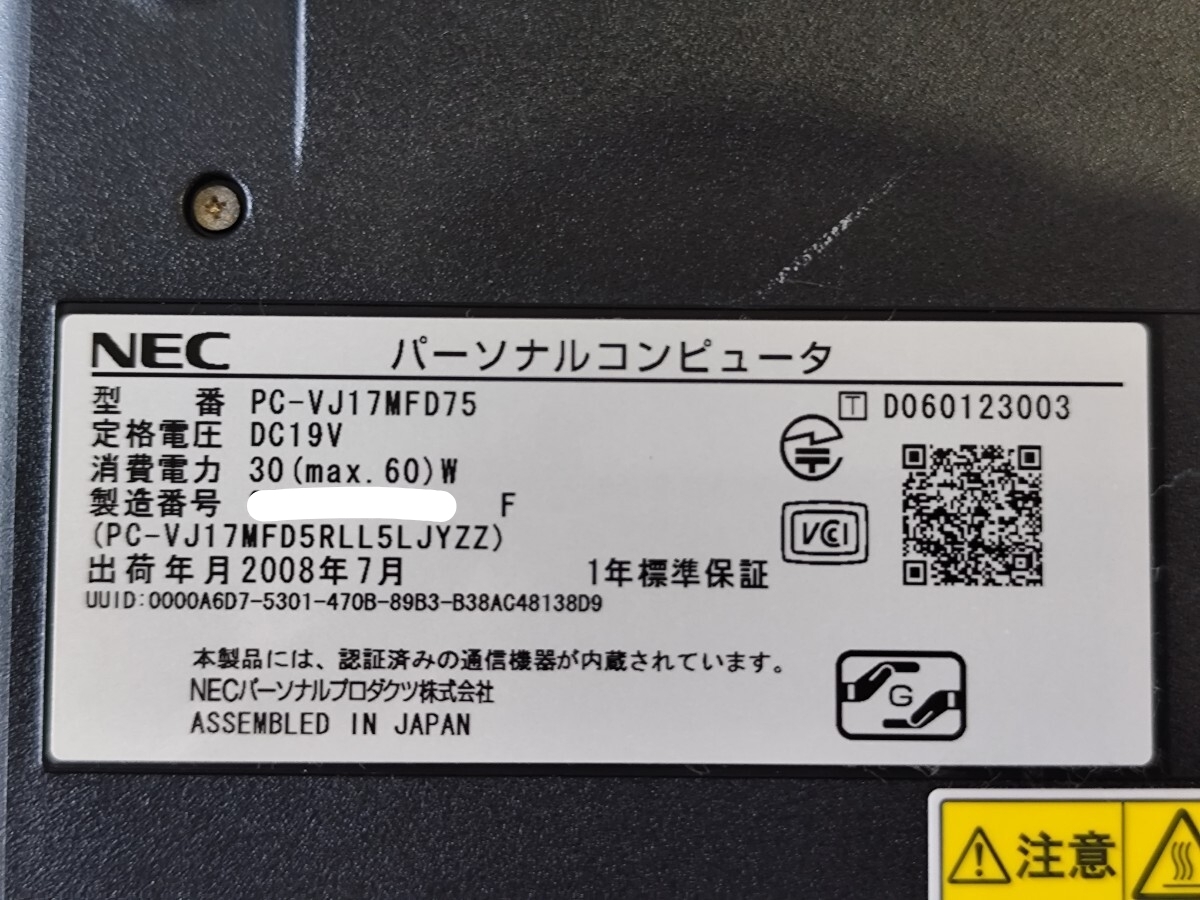 NEC パーソナルコンピュータ
型 番 PC-VJ17MFD75
T D060123003
定格電圧 DC19V
消費電力 30(max.60)W
製造番号 F
(PC-VJ17MFD5RLL5LJYZZ)
VCCI
出荷年月2008年7月 1年標準保証
UUID:0000A6D7-5301-470B-89B3-B38AC48138D9
本製品には、認証済みの通信機器が内蔵されています。
NECパーソナルプロダクツ株式会社
ASSEMBLED IN JAPAN
G
注意